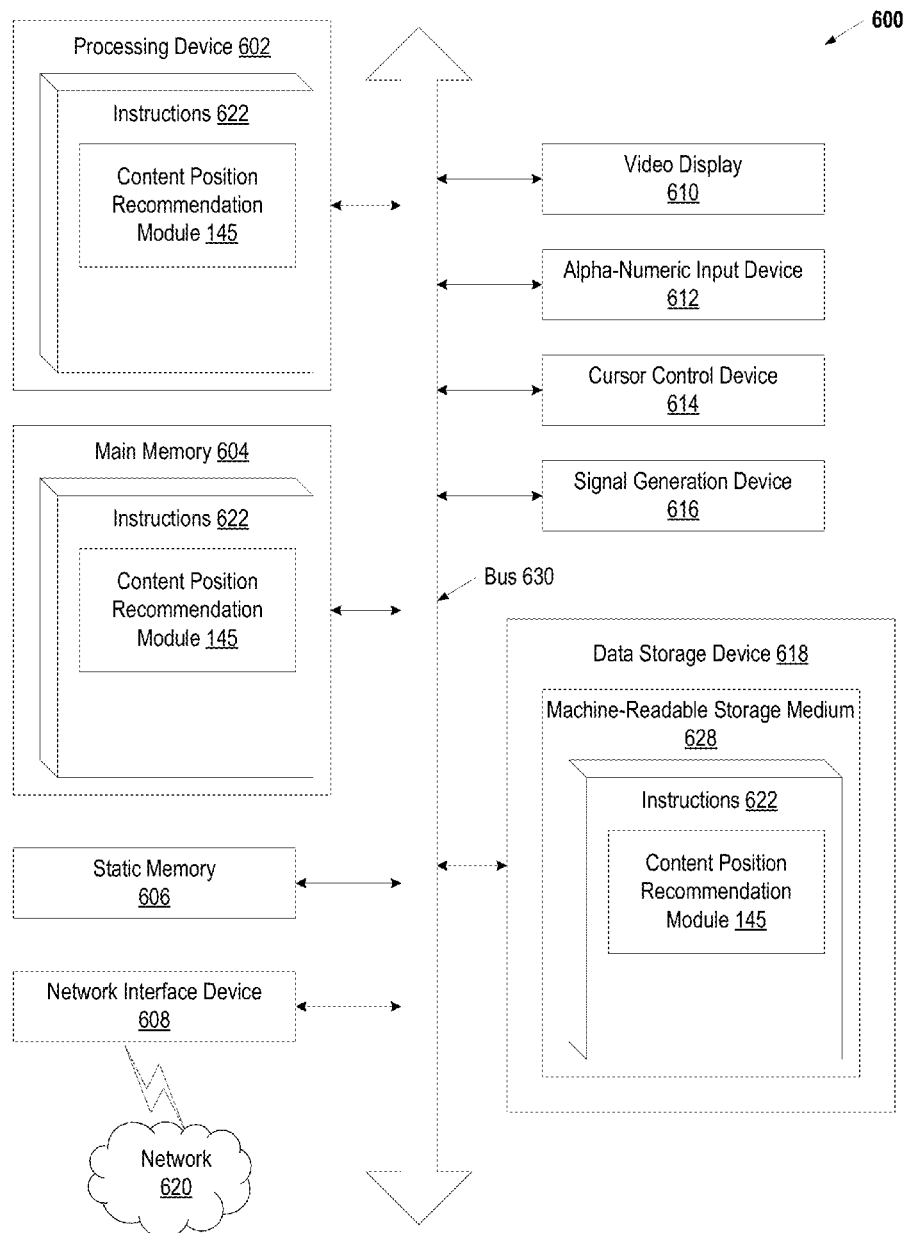 600
Processing Device 602
Instructions 622
Content Position
Recommendation
Module 145
Main Memory 604
Instructions 622
Content Position
Recommendation
Module 145
Static Memory
606
Network Interface Device
608
Network
620
Video Display
610
Alpha-Numeric Input Device
612
Cursor Control Device
614
Signal Generation Device
616
Bus 630
Data Storage Device 618
Machine-Readable Storage Medium
628
Instructions 622
Content Position
Recommendation
Module 145